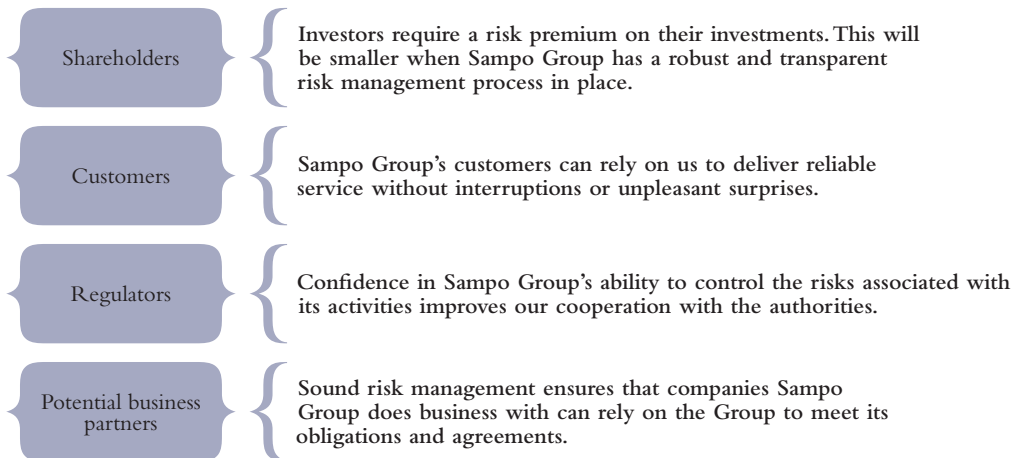 Shareholders
Investors require a risk premium on their investments. This will
be smaller when Sampo Group has a robust and transparent
risk management process in place.
Customers
Sampo Group's customers can rely on us to deliver reliable
service without interruptions or unpleasant surprises.
Regulators
Confidence in Sampo Group's ability to control the risks associated with
its activities improves our cooperation with the authorities.
Potential business
partners
Sound risk management ensures that companies Sampo
Group does business with can rely on the Group to meet its
obligations and agreements.